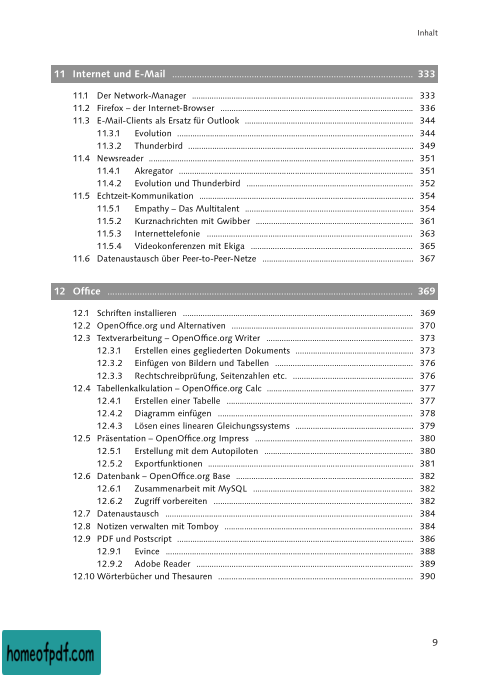 Inhalt
11 Internet und E-Mail ................................................................ 333
11.1 Der Network-Manager ................................................................ 333
11.2 Firefox – der Internet-Browser ................................................................ 336
11.3 E-Mail-Clients als Ersatz für Outlook ................................................................ 344
11.3.1 Evolution ................................................................ 344
11.3.2 Thunderbird ................................................................ 349
11.4 Newsreader ................................................................ 351
11.4.1 Akregator ................................................................ 351
11.4.2 Evolution und Thunderbird ................................................................ 352
11.5 Echtzeit-Kommunikation ................................................................ 354
11.5.1 Empathy – Das Multitalent ................................................................ 354
11.5.2 Kurznachrichten mit Gwibber ................................................................ 361
11.5.3 Internettelefonie ................................................................ 363
11.5.4 Videokonferenzen mit Ekiga ................................................................ 365
11.6 Datenaustausch über Peer-to-Peer-Netze ................................................................ 367
12 Office ................................................................ 369
12.1 Schriften installieren ................................................................ 369
12.2 OpenOffice.org und Alternativen ................................................................ 370
12.3 Textverarbeitung – OpenOffice.org Writer ................................................................ 373
12.3.1 Erstellen eines gegliederten Dokuments ................................................................ 373
12.3.2 Einfügen von Bildern und Tabellen ................................................................ 376
12.3.3 Rechtschreibprüfung, Seitenzahlen etc. ................................................................ 376
12.4 Tabellenkalkulation – OpenOffice.org Calc ................................................................ 377
12.4.1 Erstellen einer Tabelle ................................................................ 377
12.4.2 Diagramm einfügen ................................................................ 378
12.4.3 Lösen eines linearen Gleichungssystems ................................................................ 379
12.5 Präsentation – OpenOffice.org Impress ................................................................ 380
12.5.1 Erstellung mit dem Autopiloten ................................................................ 380
12.5.2 Exportfunktionen ................................................................ 381
12.6 Datenbank – OpenOffice.org Base ................................................................ 382
12.6.1 Zusammenarbeit mit MySQL ................................................................ 382
12.6.2 Zugriff vorbereiten ................................................................ 382
12.7 Datenaustausch ................................................................ 384
12.8 Notizen verwalten mit Tomboy ................................................................ 384
12.9 PDF und Postscript ................................................................ 386
12.9.1 Evince ................................................................ 388
12.9.2 Adobe Reader ................................................................ 389
12.10 Wörterbücher und Thesauren ................................................................ 390
9
homeofpdf.com